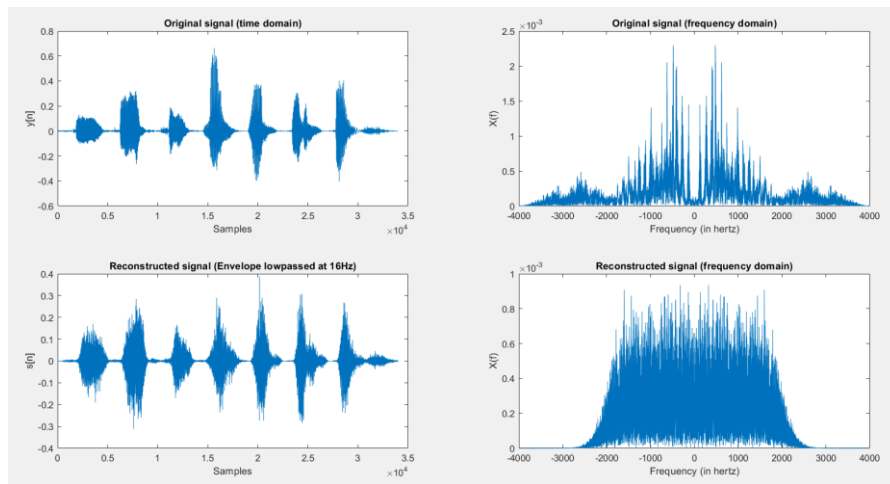 Original signal (time domain)
0.8
0.6
0.4
0.2
0
-0.2
-0.4
-0.6
y[n]
0 0.5 1 1.5 2 2.5 3 3.5
Samples
×10^4
Original signal (frequency domain)
×10^-3
2.5
2
1.5
1
0.5
0
X(f)
-4000 -3000 -2000 -1000 0 1000 2000 3000 4000
Frequency (in hertz)
Reconstructed signal (Envelope lowpassed at 16Hz)
0.4
0.3
0.2
0.1
0
-0.1
-0.2
-0.3
-0.4
s[n]
0 0.5 1 1.5 2 2.5 3 3.5
Samples
×10^4
Reconstructed signal (frequency domain)
×10^-3
1
0.8
0.6
0.4
0.2
0
X(f)
-4000 -3000 -2000 -1000 0 1000 2000 3000 4000
Frequency (in hertz)